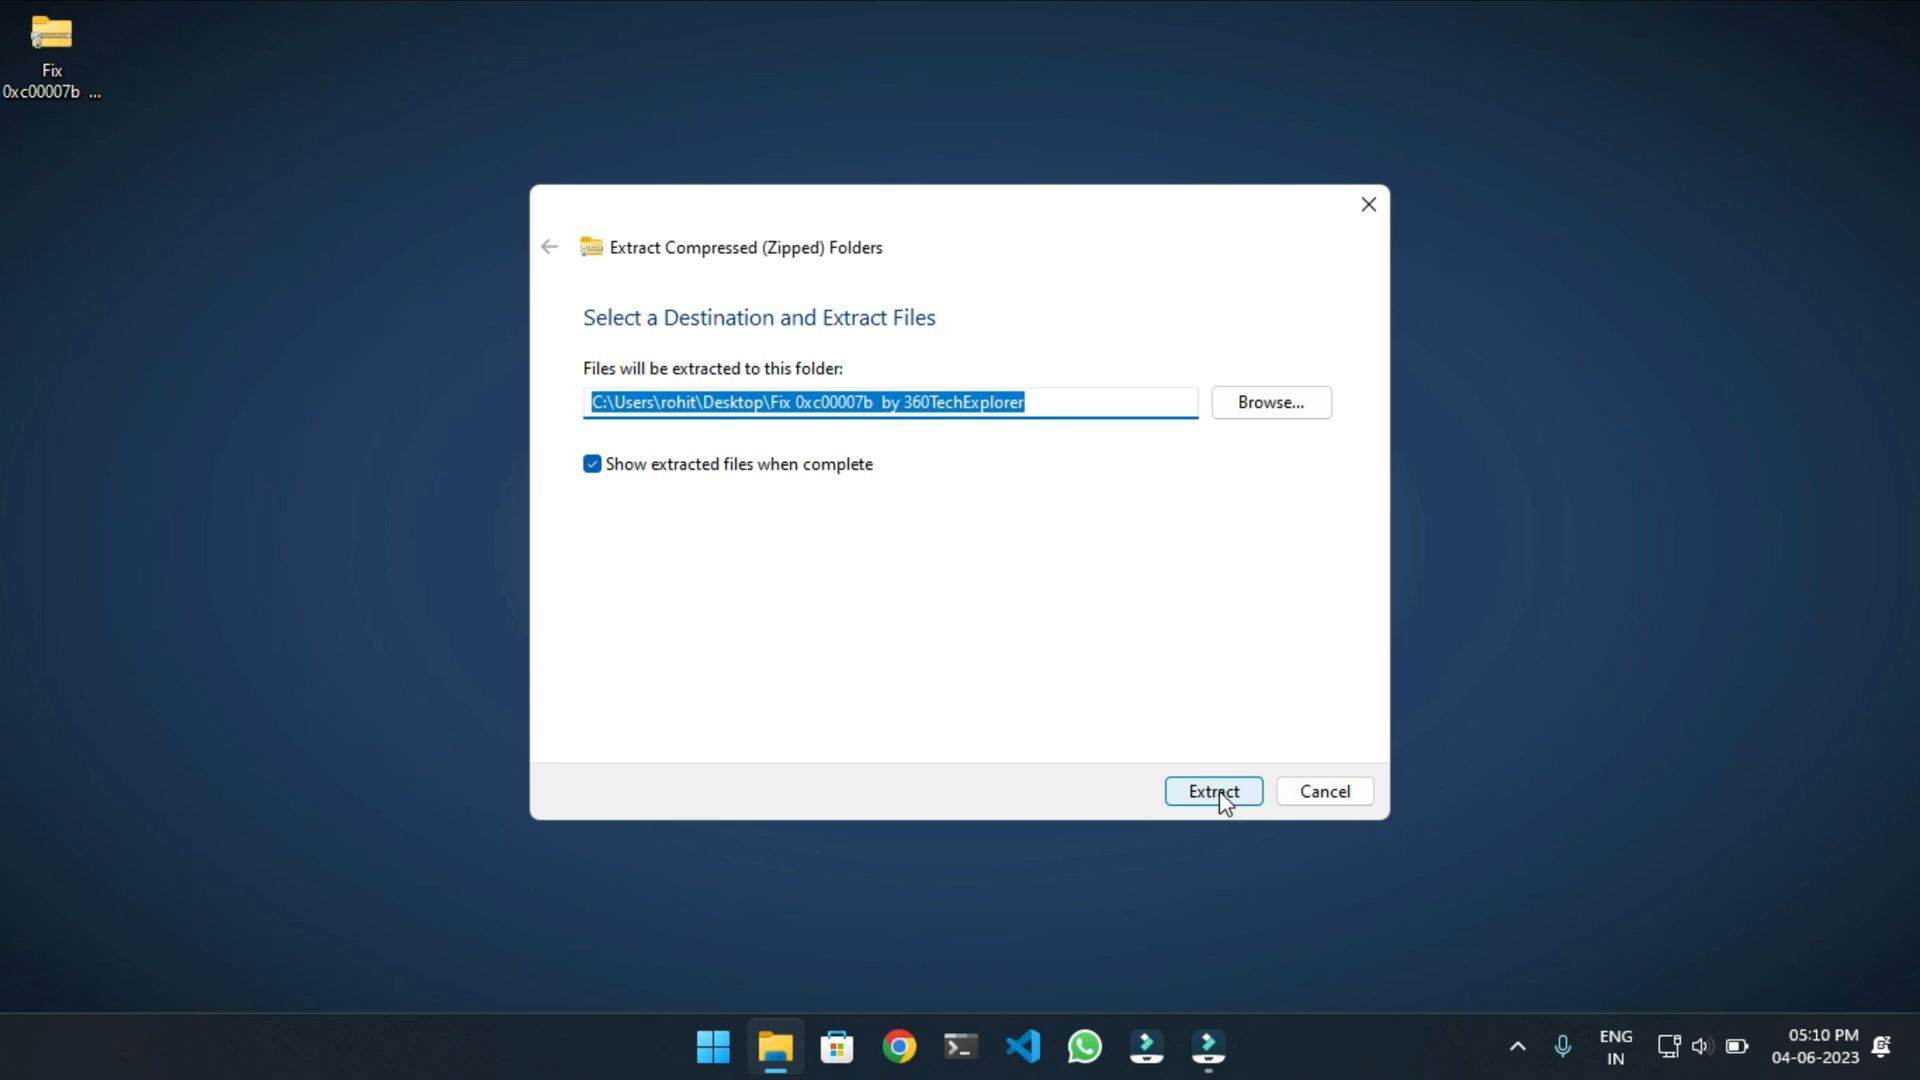 Fix
0xc00007b ...
Extract Compressed (Zipped) Folders
Select a Destination and Extract Files
Files will be extracted to this folder:
C:\Users\rohit\Desktop\Fix 0xc00007b  by 360TechExplorer
Browse...
Show extracted files when complete
Extract
Cancel
ENG
IN
05:10 PM
04-06-2023